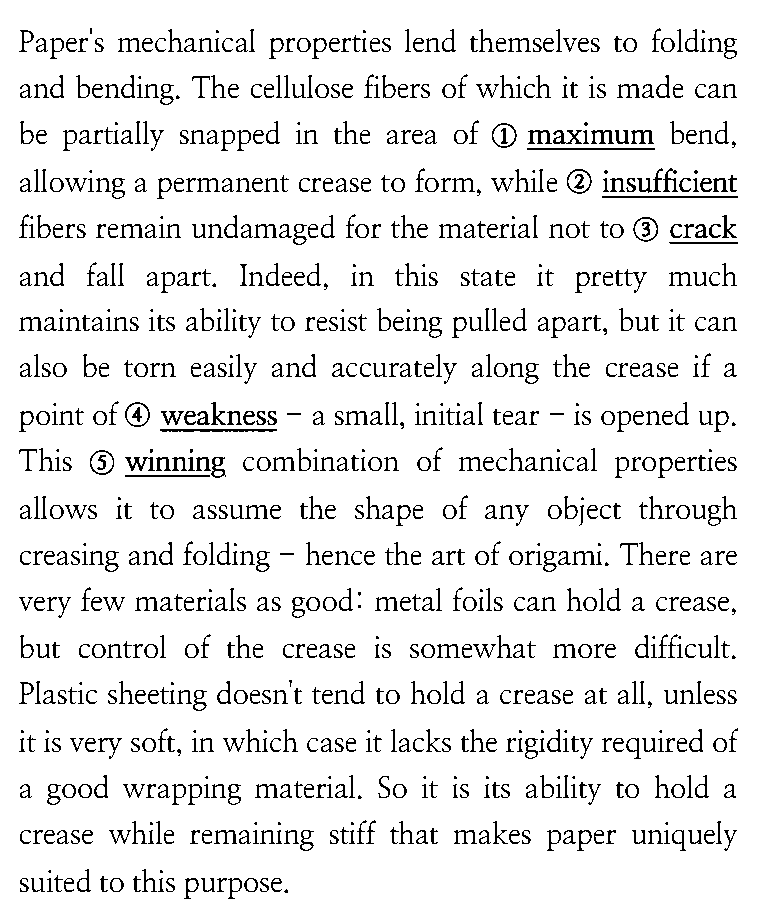 Paper's mechanical properties lend themselves to folding
and bending. The cellulose fibers of which it is made can
be partially snapped in the area of ① maximum bend,
allowing a permanent crease to form, while ② insufficient
fibers remain undamaged for the material not to ③ crack
and fall apart. Indeed, in this state it pretty much
maintains its ability to resist being pulled apart, but it can
also be torn easily and accurately along the crease if a
point of ④ weakness - a small, initial tear - is opened up.
This ⑤ winning combination of mechanical properties
allows it to assume the shape of any object through
creasing and folding - hence the art of origami. There are
very few materials as good: metal foils can hold a crease,
but control of the crease is somewhat more difficult.
Plastic sheeting doesn't tend to hold a crease at all, unless
it is very soft, in which case it lacks the rigidity required of
a good wrapping material. So it is its ability to hold a
crease while remaining stiff that makes paper uniquely
suited to this purpose.